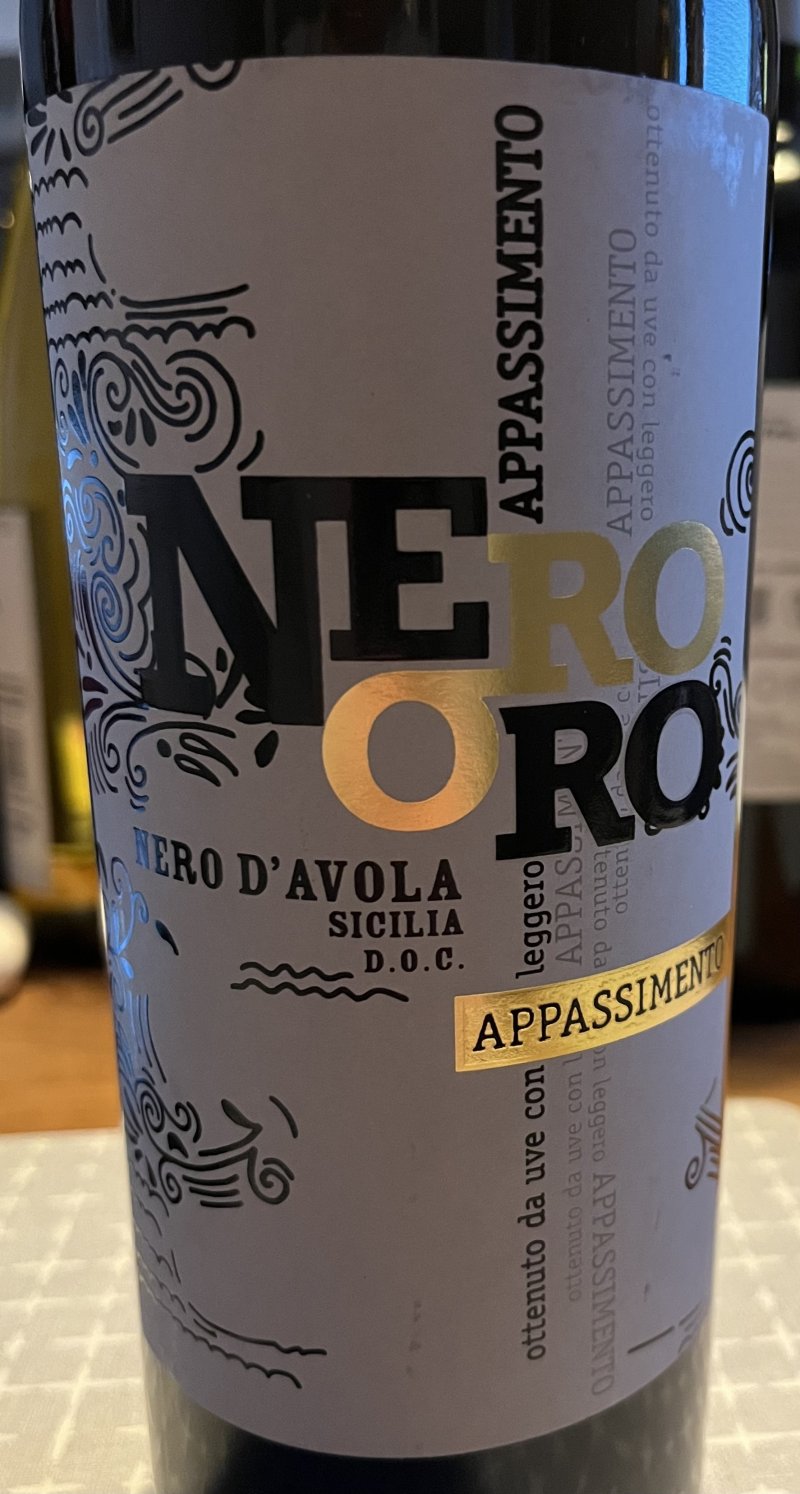 NERO
ORO
NERO D'AVOLA
SICILIA
D.O.C.
APPASSIMENTO
ottenuto da uve con leggero APPASSIMENTO
ottenuto da uve con l
APPASSIMENTO
ottenuto da uve con leggero
on leggero APPASSIMENTO